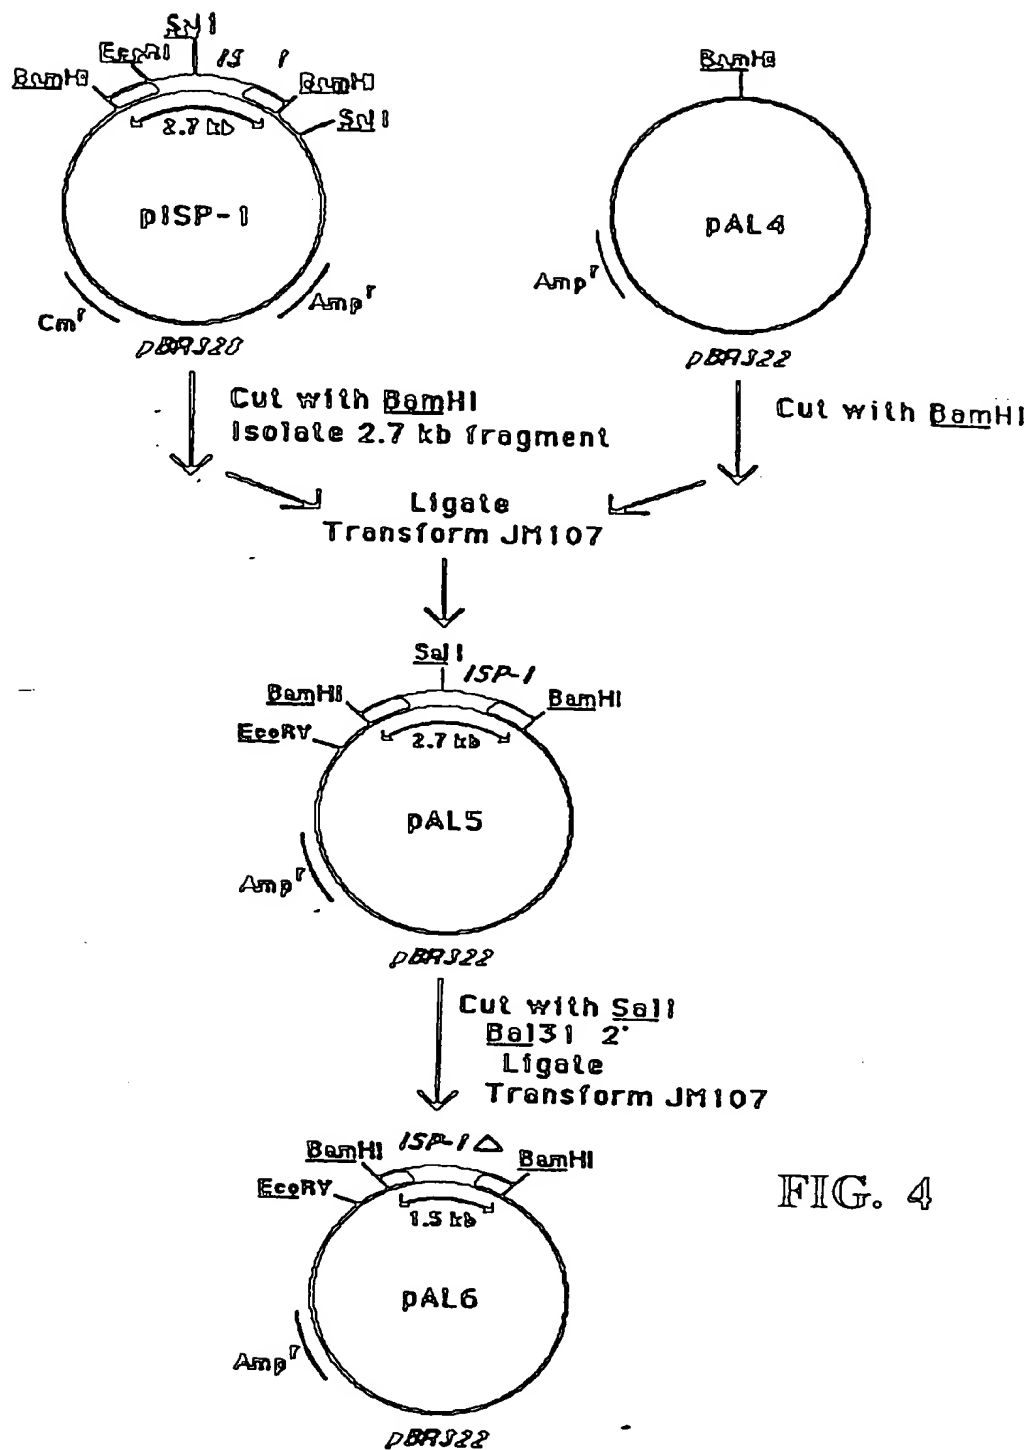 SalI
EcoRI
IS I
BamHI
BamHI
2.7 kb
SalI
pISP-1
Cm^r
Amp^r
BamHI
pAL4
Amp^r
pBR322
Cut with BamHI
Isolate 2.7 kb fragment
Cut with BamHI
Ligate
Transform JM107
SalI
ISP-1
BamHI
BamHI
EcoRV
2.7 kb
pAL5
Amp^r
pBR322
Cut with SalI
Bal31 2'
Ligate
Transform JM107
ISP-1 Δ
BamHI
BamHI
EcoRV
1.5 kb
pAL6
Amp^r
pBR322
FIG. 4